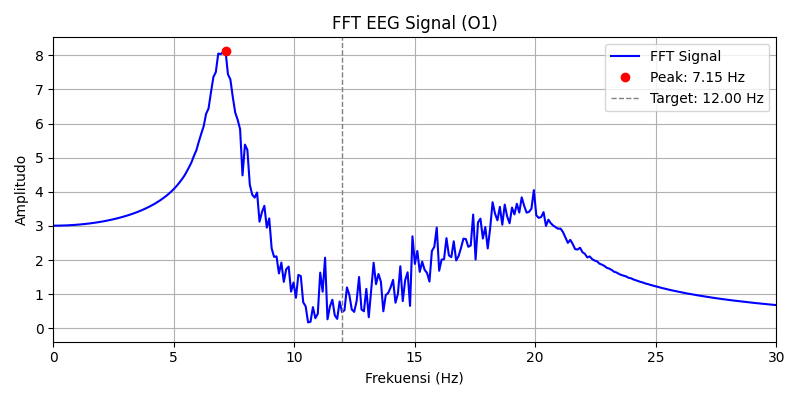 FFT EEG Signal (O1)
FFT Signal
Peak: 7.15 Hz
Target: 12.00 Hz
Amplitudo
8
7
6
5
4
3
2
1
0
0 5 10 15 20 25 30
Frekuensi (Hz)